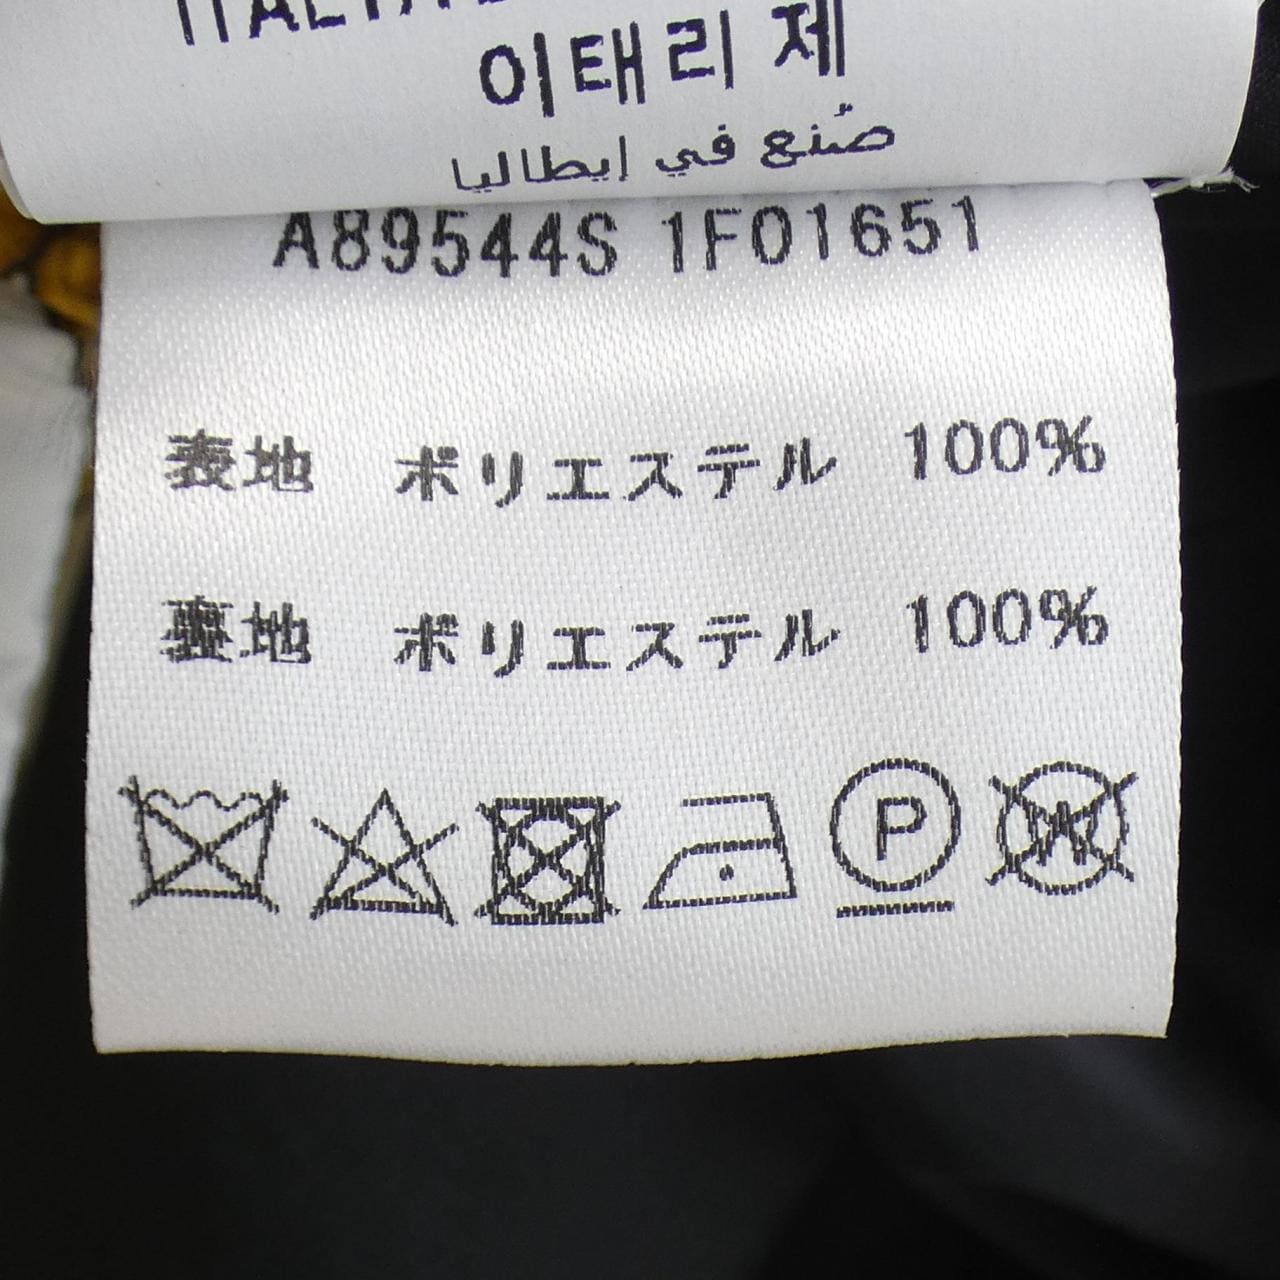 이태리 제
صُنع في إيطاليا
A89544S 1F01651
表地 ポリエステル 100%
裏地 ポリエステル 100%
P
W